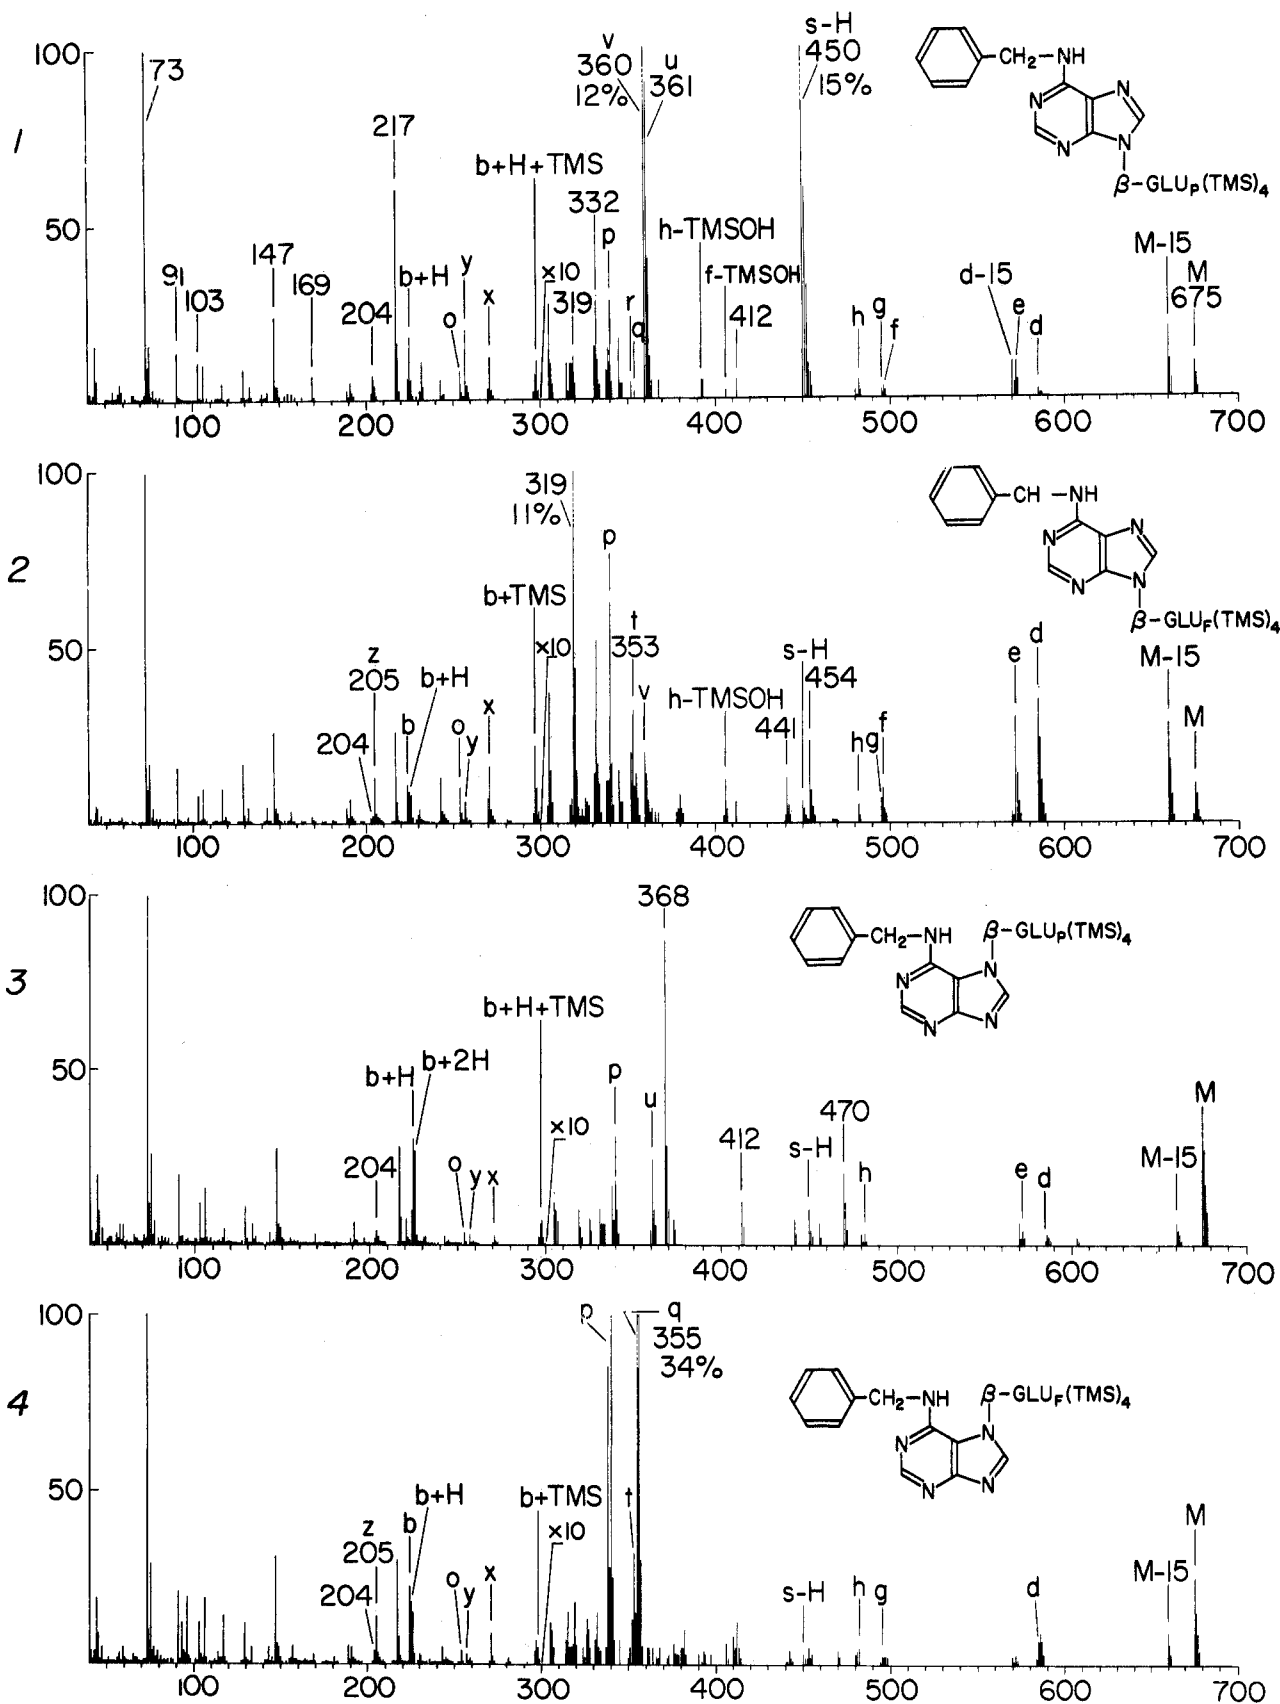 1
100
50
73
91
103
147
169
204
217
b+H
o
y
x
b+H+TMS
×10
319
332
p
r
q
v
360
12%
u
361
h-TMSOH
f-TMSOH
412
s-H
450
15%
h
g
f
d-15
e
d
M-15
M
675
CH₂-NH
N
N
N
N
β-GLUP(TMS)₄
100 200 300 400 500 600 700
2
100
50
204
z
205
b
b+H
o
y
x
b+TMS
×10
319
11%
p
t
353
v
h-TMSOH
441
s-H
454
h
g
f
e
d
M-15
M
CH -NH
N
N
N
N
β-GLUF(TMS)₄
100 200 300 400 500 600 700
3
100
50
204
b+H
b+2H
o
y
x
b+H+TMS
×10
p
u
368
412
s-H
470
h
e
d
M-15
M
CH₂-NH
β-GLUP(TMS)₄
N
N
N
N
100 200 300 400 500 600 700
4
100
50
204
z
205
b
b+H
o
y
x
b+TMS
×10
p
t
q
355
34%
s-H
h
g
d
M-15
M
CH₂-NH
β-GLUF(TMS)₄
N
N
N
N
100 200 300 400 500 600 700